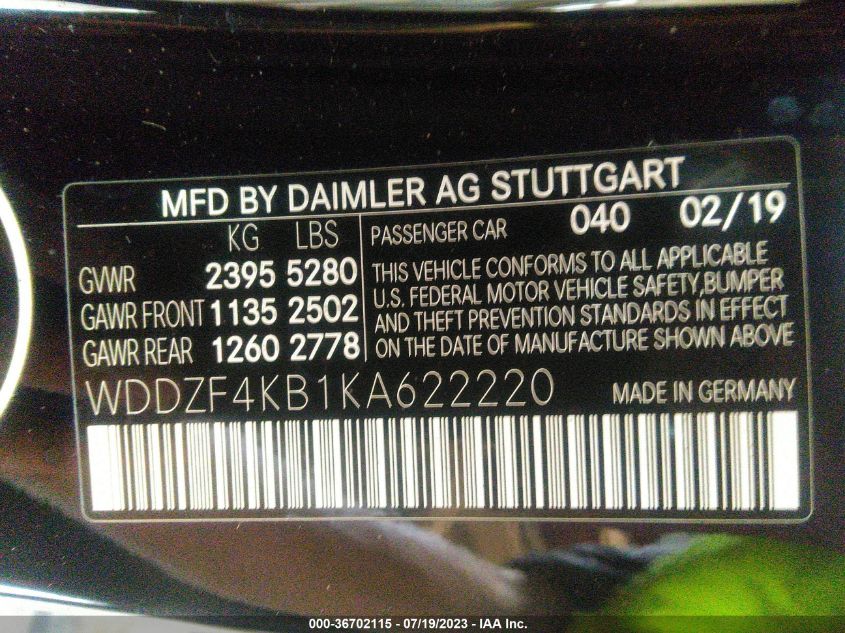 MFD BY DAIMLER AG STUTTGART
KG LBS PASSENGER CAR 040 02/19
GVWR 2395 5280
GAWR FRONT 1135 2502
GAWR REAR 1260 2778
THIS VEHICLE CONFORMS TO ALL APPLICABLE
U.S. FEDERAL MOTOR VEHICLE SAFETY,BUMPER
AND THEFT PREVENTION STANDARDS IN EFFECT
ON THE DATE OF MANUFACTURE SHOWN ABOVE
WDDZF4KB1KA622220 MADE IN GERMANY
000-36702115 - 07/19/2023 - IAA Inc.